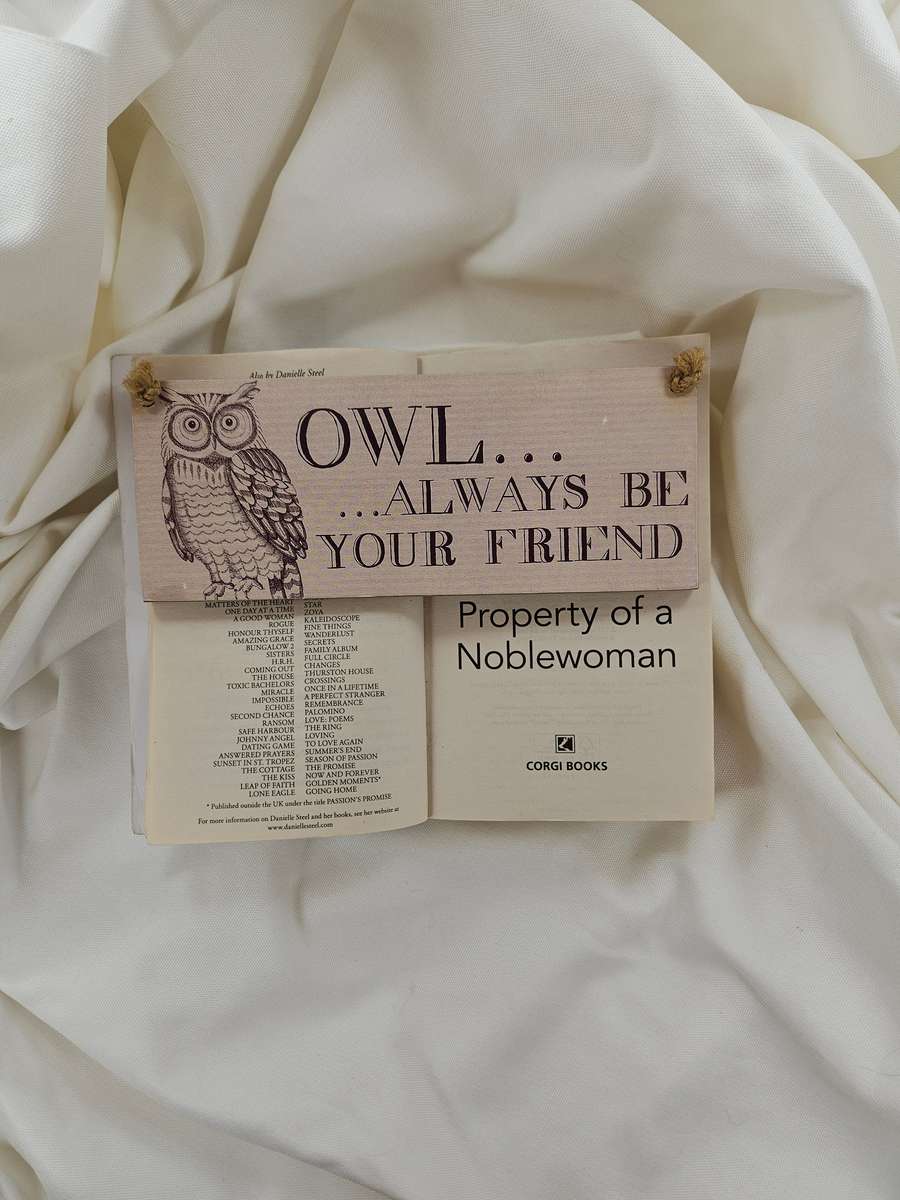 Also by Danielle Steel
OWL...
...ALWAYS BE
YOUR FRIEND
MATTERS OF THE HEART
ONE DAY AT A TIME
A GOOD WOMAN
ROGUE
HONOUR THYSELF
AMAZING GRACE
BUNGALOW 2
SISTERS
H.R.H.
COMING OUT
THE HOUSE
TOXIC BACHELORS
MIRACLE
IMPOSSIBLE
ECHOES
SECOND CHANCE
RANSOM
SAFE HARBOUR
JOHNNY ANGEL
DATING GAME
ANSWERED PRAYERS
SUNSET IN ST. TROPEZ
THE COTTAGE
THE KISS
LEAP OF FAITH
LONE EAGLE
STAR
ZOYA
KALEIDOSCOPE
FINE THINGS
WANDERLUST
SECRETS
FAMILY ALBUM
FULL CIRCLE
CHANGES
THURSTON HOUSE
CROSSINGS
ONCE IN A LIFETIME
A PERFECT STRANGER
REMEMBRANCE
PALOMINO
LOVE: POEMS
THE RING
LOVING
TO LOVE AGAIN
SUMMER'S END
SEASON OF PASSION
THE PROMISE
NOW AND FOREVER
GOLDEN MOMENTS*
GOING HOME
* Published outside the UK under the title PASSION'S PROMISE
For more information on Danielle Steel and her books, see her website at
www.daniellesteel.com
Property of a
Noblewoman
CORGI BOOKS